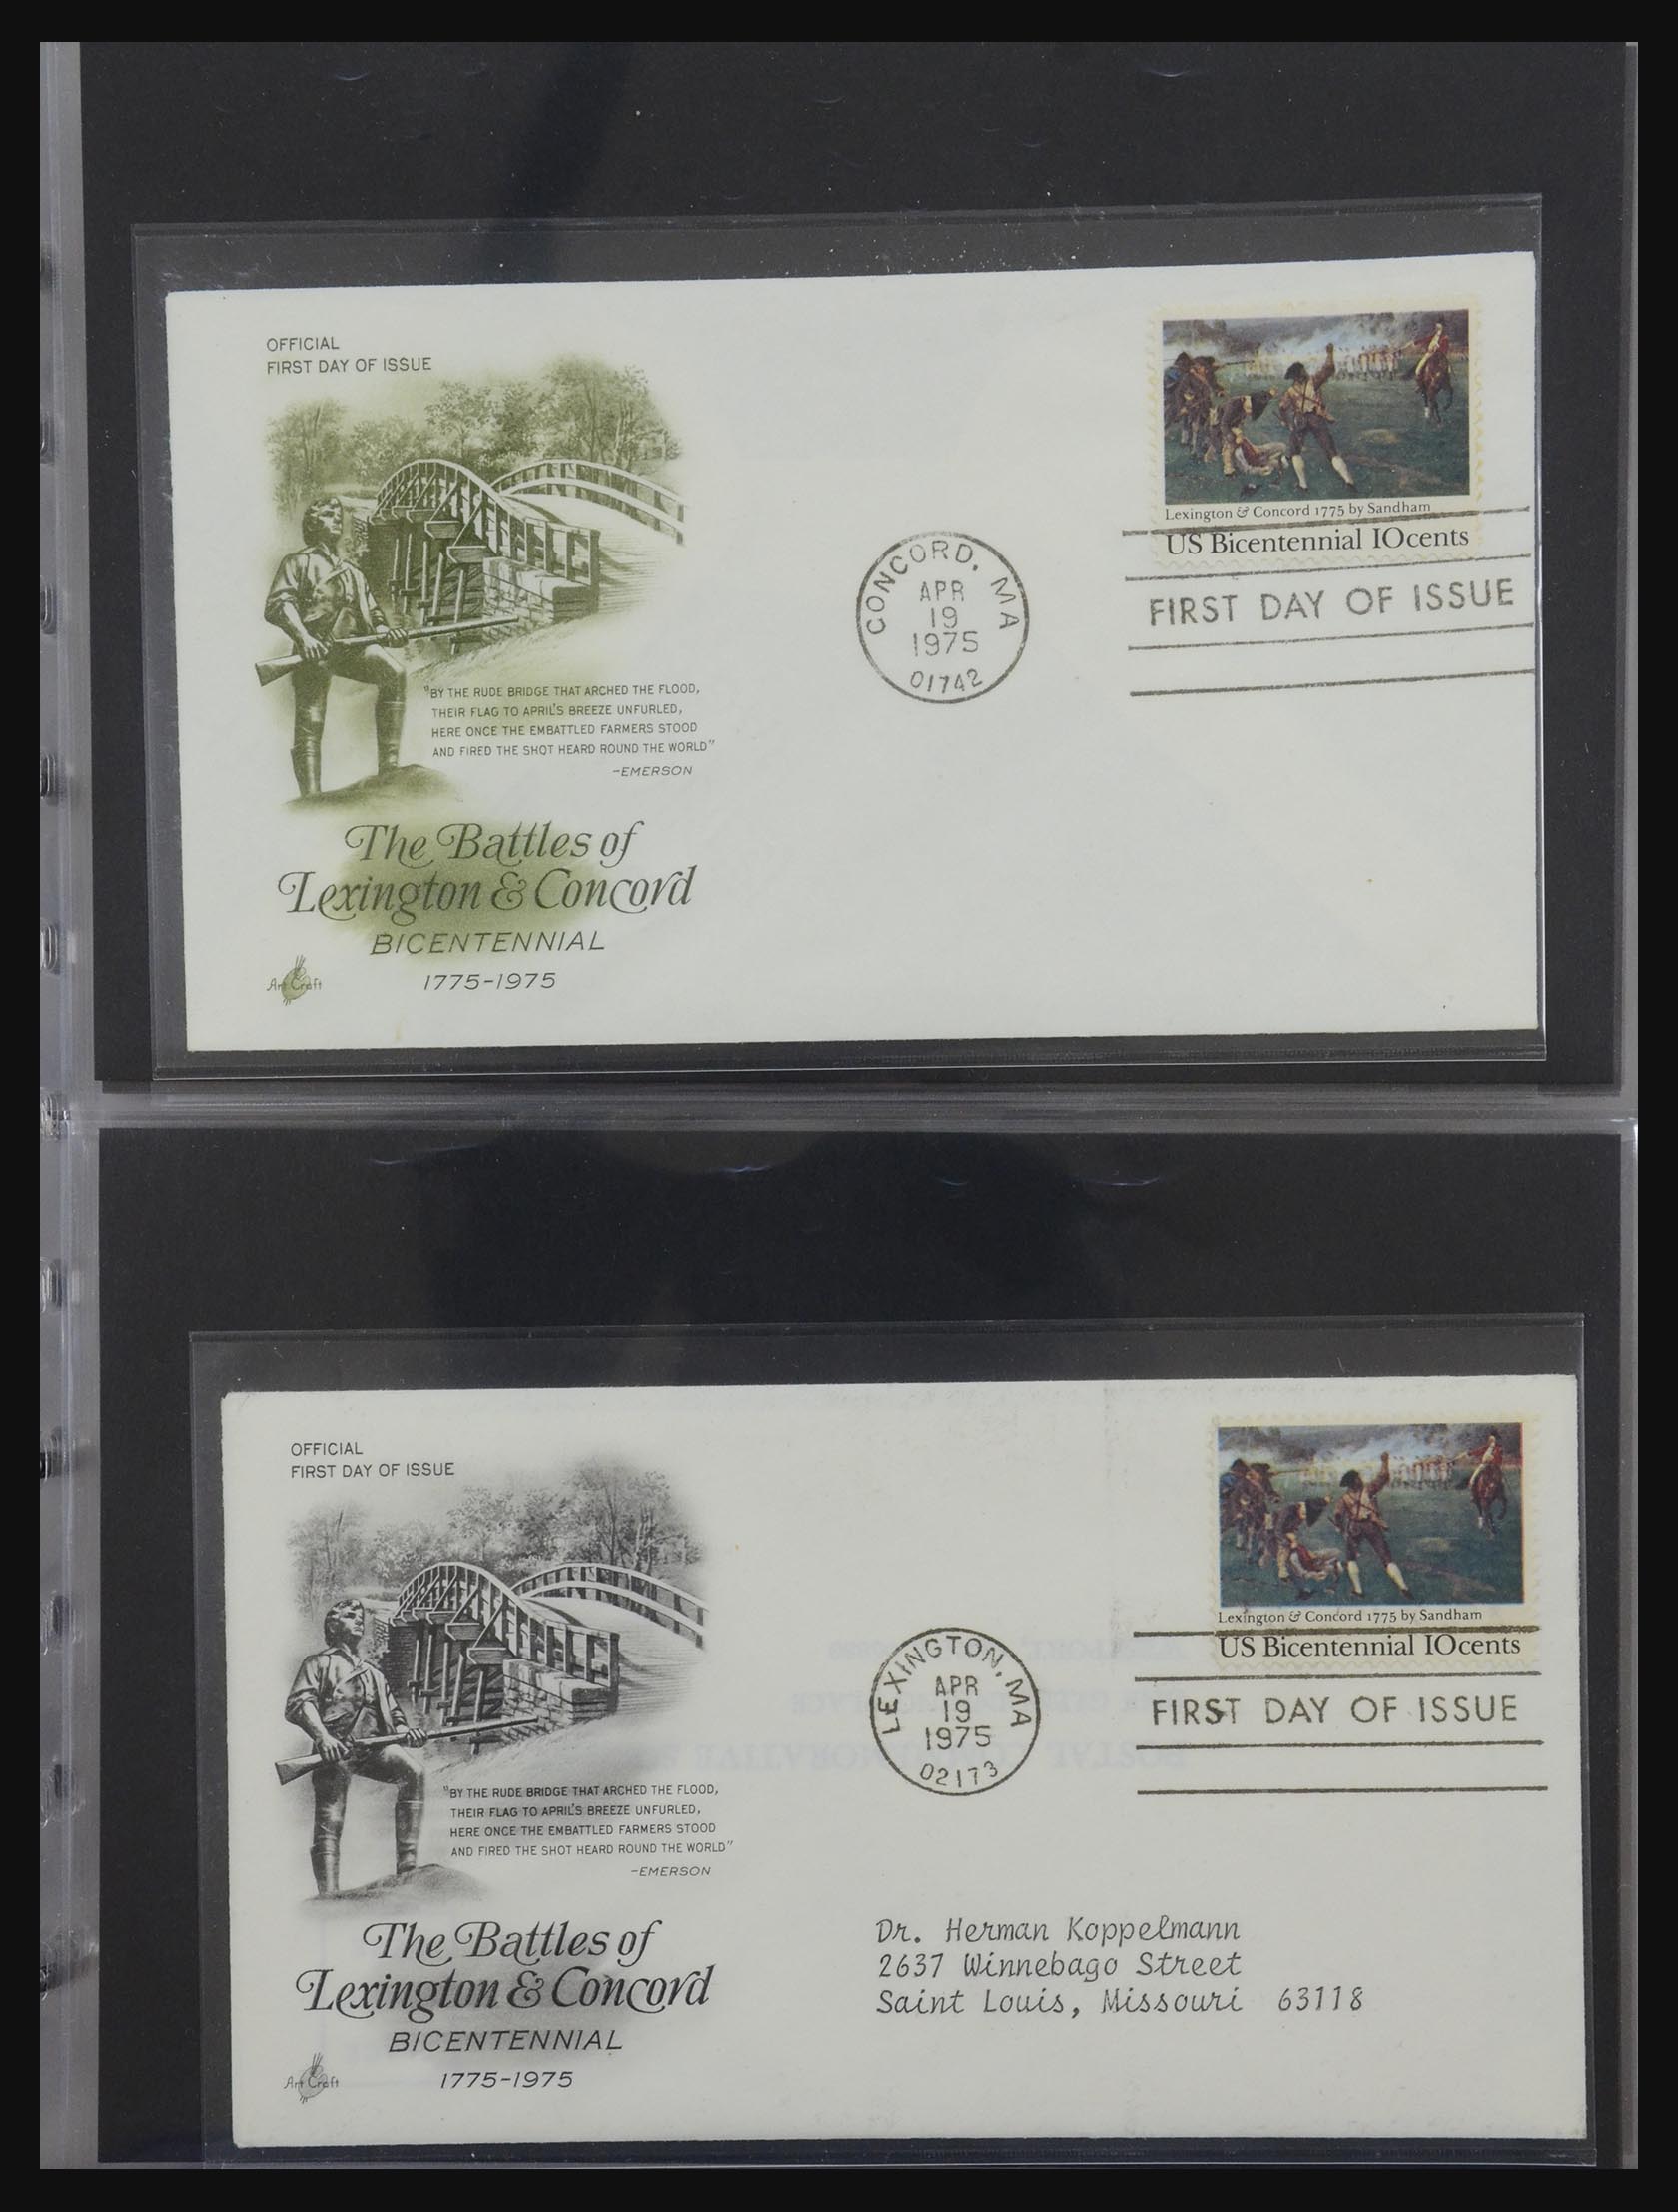 OFFICIAL
FIRST DAY OF ISSUE
"BY THE RUDE BRIDGE THAT ARCHED THE FLOOD,
THEIR FLAG TO APRIL'S BREEZE UNFURLED,
HERE ONCE THE EMBATTLED FARMERS STOOD
AND FIRED THE SHOT HEARD ROUND THE WORLD"
-EMERSON
The Battles of
Lexington & Concord
BICENTENNIAL
1775-1975
Art Craft
CONCORD, MA
APR
19
1975
01742
Lexington & Concord 1775 by Sandham
US Bicentennial 10cents
FIRST DAY OF ISSUE
OFFICIAL
FIRST DAY OF ISSUE
"BY THE RUDE BRIDGE THAT ARCHED THE FLOOD,
THEIR FLAG TO APRIL'S BREEZE UNFURLED,
HERE ONCE THE EMBATTLED FARMERS STOOD
AND FIRED THE SHOT HEARD ROUND THE WORLD"
-EMERSON
The Battles of
Lexington & Concord
BICENTENNIAL
1775-1975
Art Craft
LEXINGTON, MA
APR
19
1975
02173
Lexington & Concord 1775 by Sandham
US Bicentennial 10cents
FIRST DAY OF ISSUE
Dr. Herman Koppelmann
2637 Winnebago Street
Saint Louis, Missouri 63118